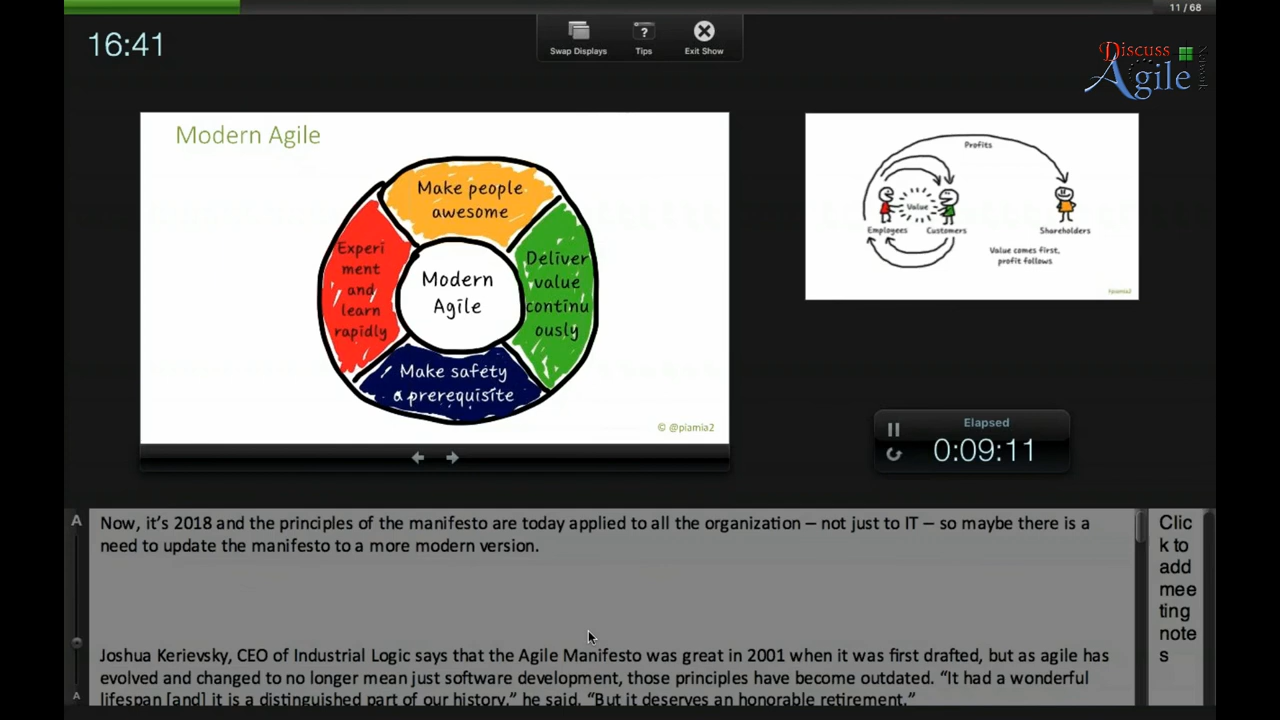 11 / 68
16:41
Swap Displays
Tips
Exit Show
Discuss
Agile
Network
Modern Agile
Make people
awesome
Experi
ment
and
learn
rapidly
Modern
Agile
Deliver
value
continu
ously
Make safety
a prerequisite
© @piamia2
Profits
Value
Employees
Customers
Shareholders
Value comes first,
profit follows
Elapsed
0:09:11
A
A
Now, it's 2018 and the principles of the manifesto are today applied to all the organization – not just to IT – so maybe there is a
need to update the manifesto to a more modern version.
Joshua Kerievsky, CEO of Industrial Logic says that the Agile Manifesto was great in 2001 when it was first drafted, but as agile has
evolved and changed to no longer mean just software development, those principles have become outdated. “It had a wonderful
lifespan [and] it is a distinguished part of our history,” he said. “But it deserves an honorable retirement.”
Clic
k to
add
mee
ting
note
s